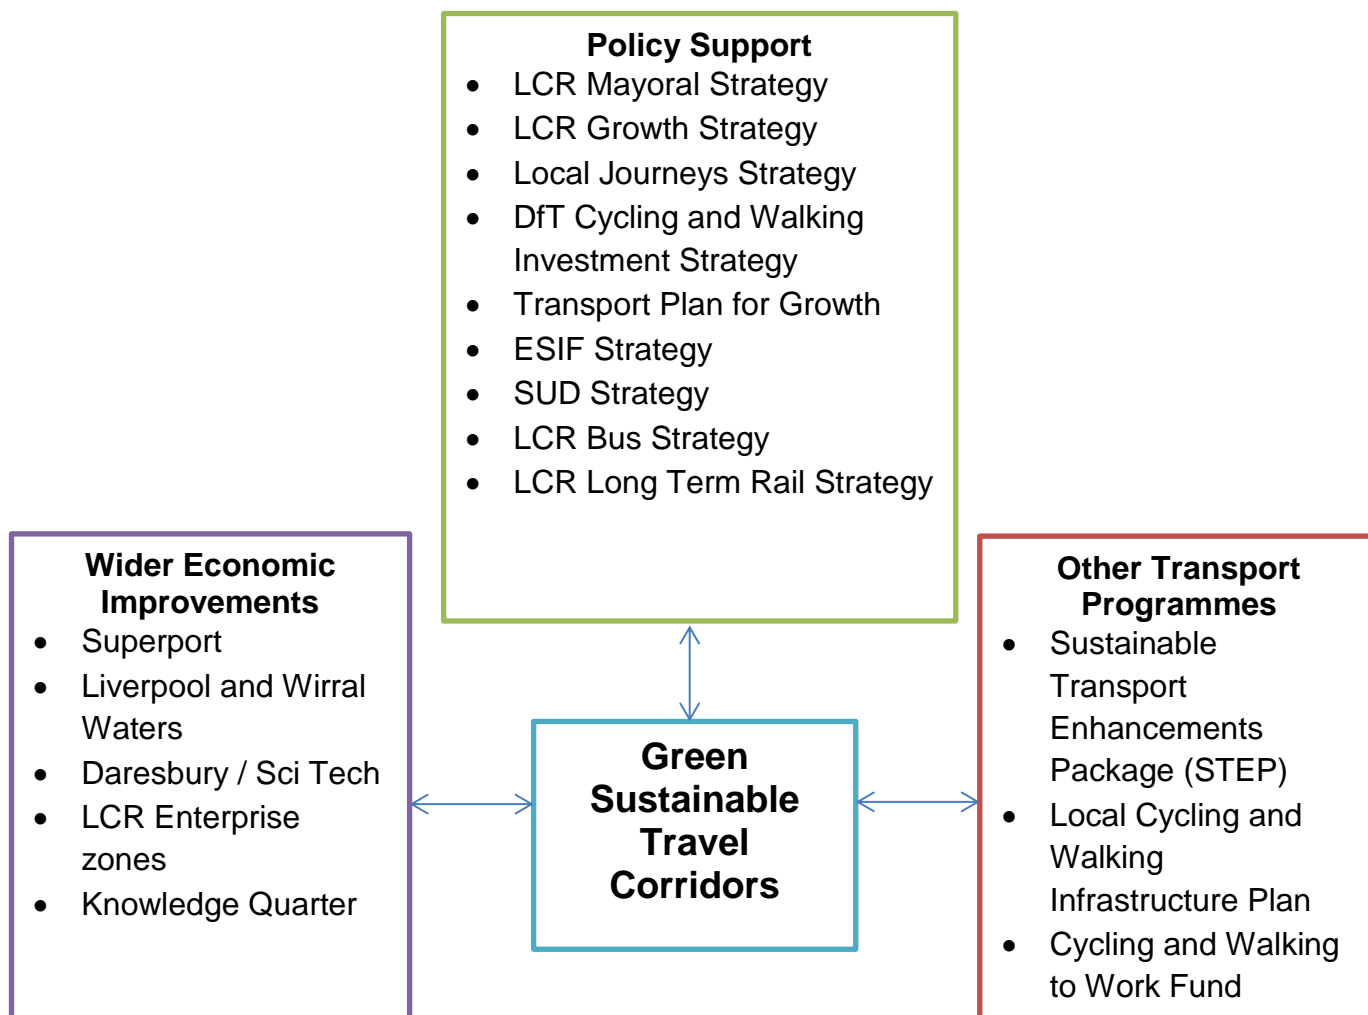 Policy Support
• LCR Mayoral Strategy
• LCR Growth Strategy
• Local Journeys Strategy
• DfT Cycling and Walking
Investment Strategy
• Transport Plan for Growth
• ESIF Strategy
• SUD Strategy
• LCR Bus Strategy
• LCR Long Term Rail Strategy
Wider Economic
Improvements
• Superport
• Liverpool and Wirral
Waters
• Daresbury / Sci Tech
• LCR Enterprise
zones
• Knowledge Quarter
Green
Sustainable
Travel
Corridors
Other Transport
Programmes
• Sustainable
Transport
Enhancements
Package (STEP)
• Local Cycling and
Walking
Infrastructure Plan
• Cycling and Walking
to Work Fund